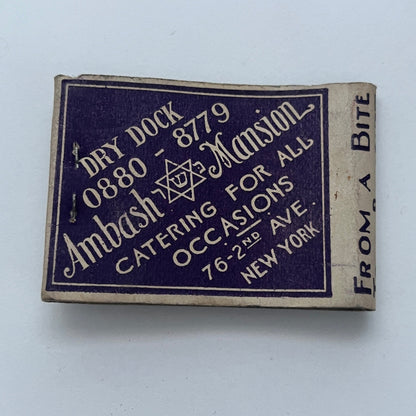 DRY DOCK
0880 - 8779
Ambash Mansion
CATERING FOR ALL
OCCASIONS
76-2ND AVE.
NEW YORK
FROM A BITE